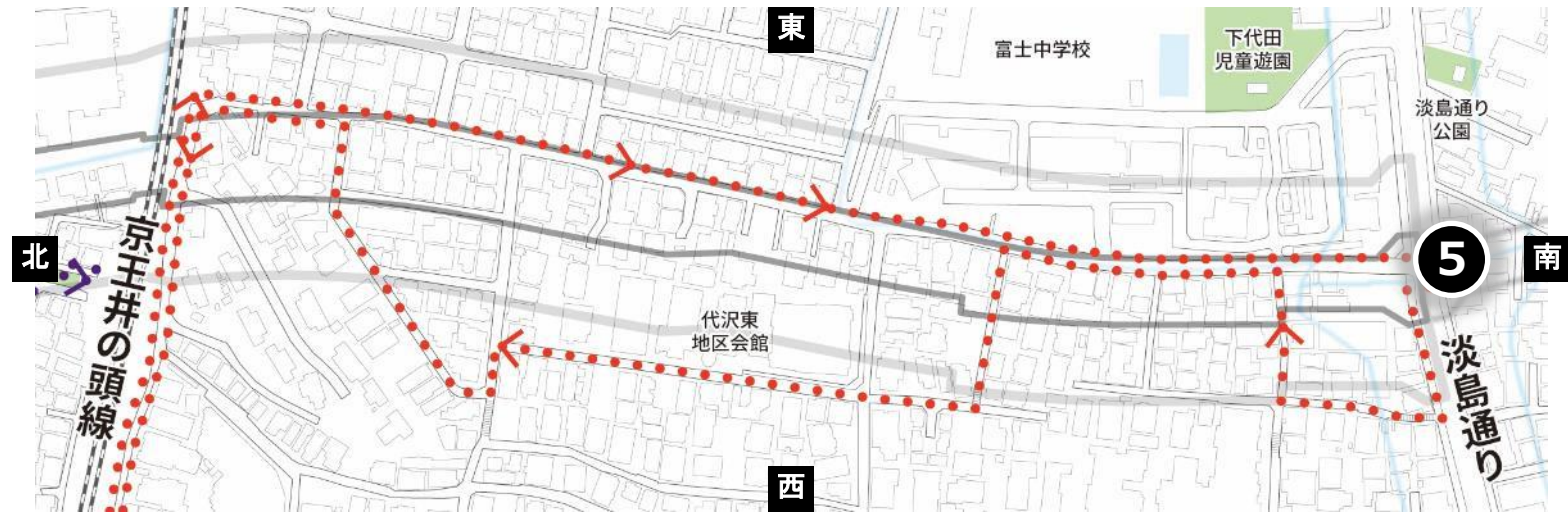 東
富士中学校
下代田
児童遊園
淡島通り
公園
北
京王井の頭線
5
南
代沢東
地区会館
淡島通り
西